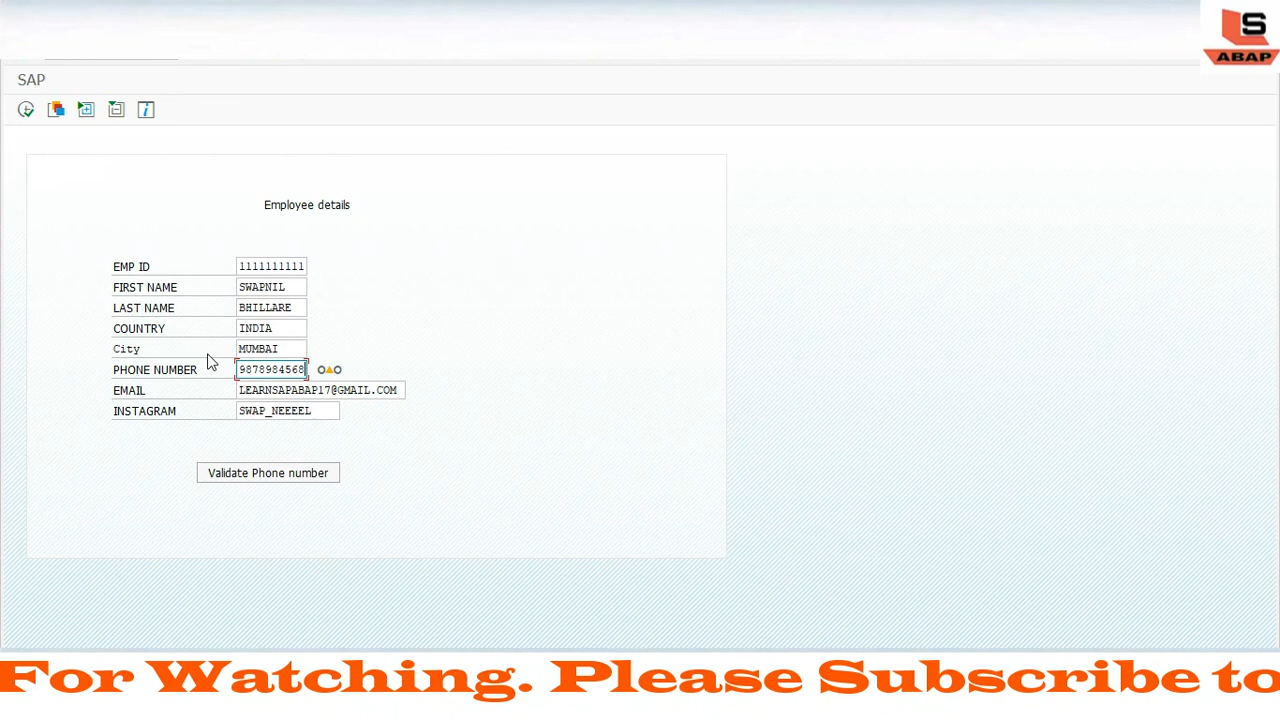 S
ABAP
SAP
Employee details
EMP ID 1111111111
FIRST NAME SWAPNIL
LAST NAME BHILLARE
COUNTRY INDIA
City MUMBAI
PHONE NUMBER 9878984568
EMAIL LEARNSAPABAP17@GMAIL.COM
INSTAGRAM SWAP_NEEEEL
Validate Phone number
For Watching. Please Subscribe to